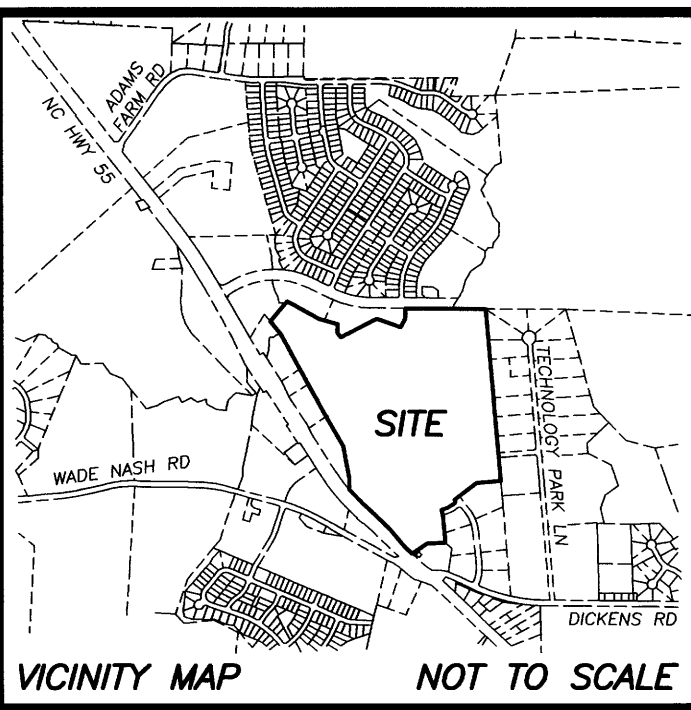 ADAMS
FARM RD
NC HWY 55
SITE
TECHNOLOGY PARK LN
WADE NASH RD
DICKENS RD
VICINITY MAP
NOT TO SCALE